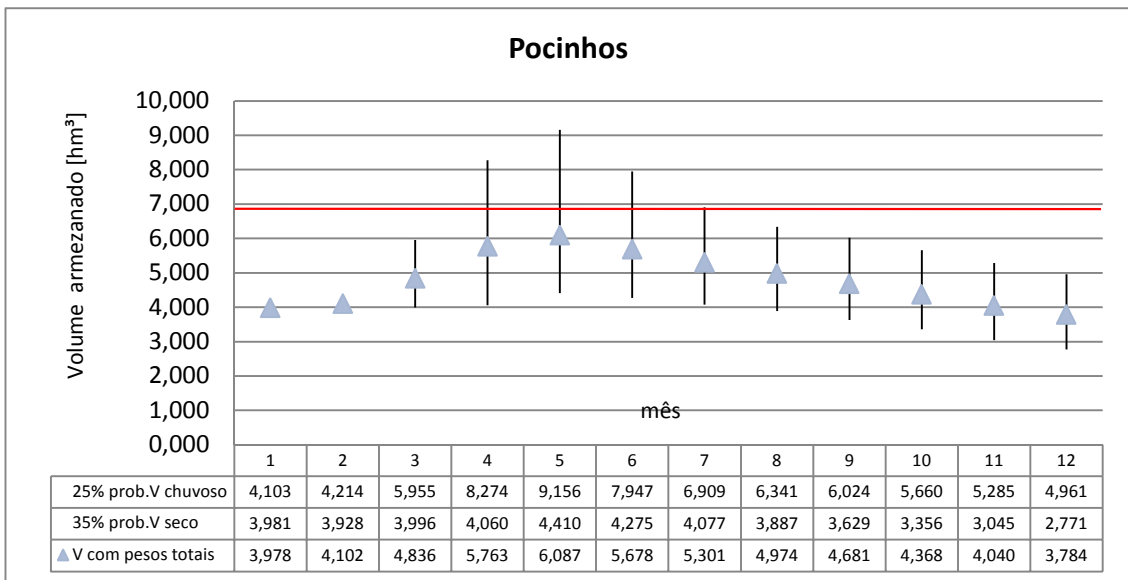 Pocinhos
Volume armezanado [hm³]
10,000
9,000
8,000
7,000
6,000
5,000
4,000
3,000
2,000
1,000
0,000
mês
1 2 3 4 5 6 7 8 9 10 11 12
25% prob.V chuvoso 4,103 4,214 5,955 8,274 9,156 7,947 6,909 6,341 6,024 5,660 5,285 4,961
35% prob.V seco 3,981 3,928 3,996 4,060 4,410 4,275 4,077 3,887 3,629 3,356 3,045 2,771
V com pesos totais 3,978 4,102 4,836 5,763 6,087 5,678 5,301 4,974 4,681 4,368 4,040 3,784